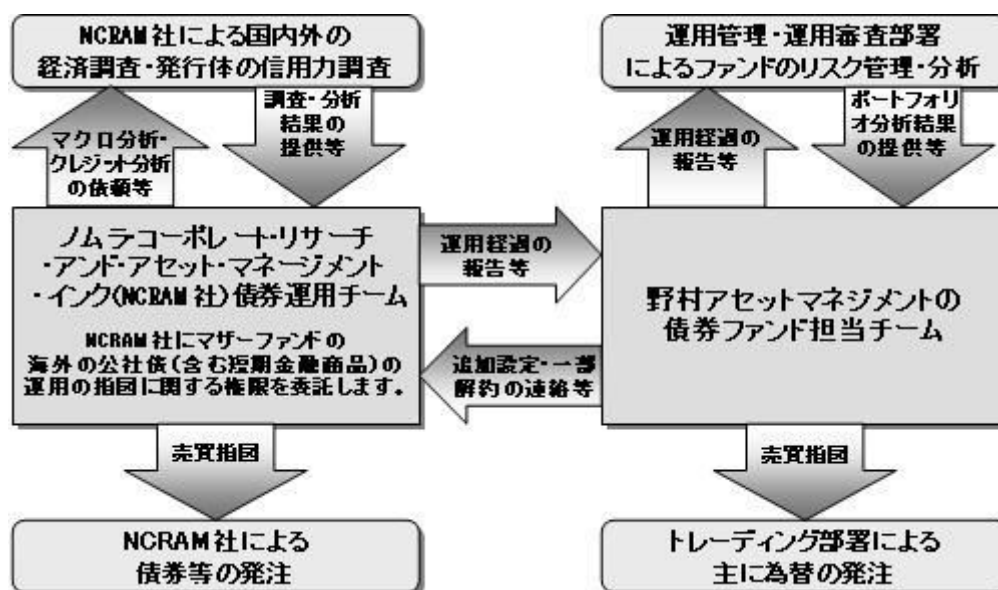 NCRAM社による国内外の
経済調査・発行体の信用力調査
運用管理・運用審査部署
によるファンドのリスク管理・分析
マクロ分析・
クレジット分析
の依頼等
調査・分析
結果の
提供等
運用経過の
報告等
ポートフォリ
オ分析結果
の提供等
ノムラ・コーポレート・リサーチ
・アンド・アセット・マネージメント
・インク(NCRAM社)債券運用チーム
NCRAM社にマザーファンドの
海外の公社債(含む短期金融商品)の
運用の指図に関する権限を委託します。
運用経過の
報告等
追加設定・一部
解約の連絡等
野村アセットマネジメントの
債券ファンド担当チーム
売買指図
売買指図
NCRAM社による
債券等の発注
トレーディング部署による
主に為替の発注